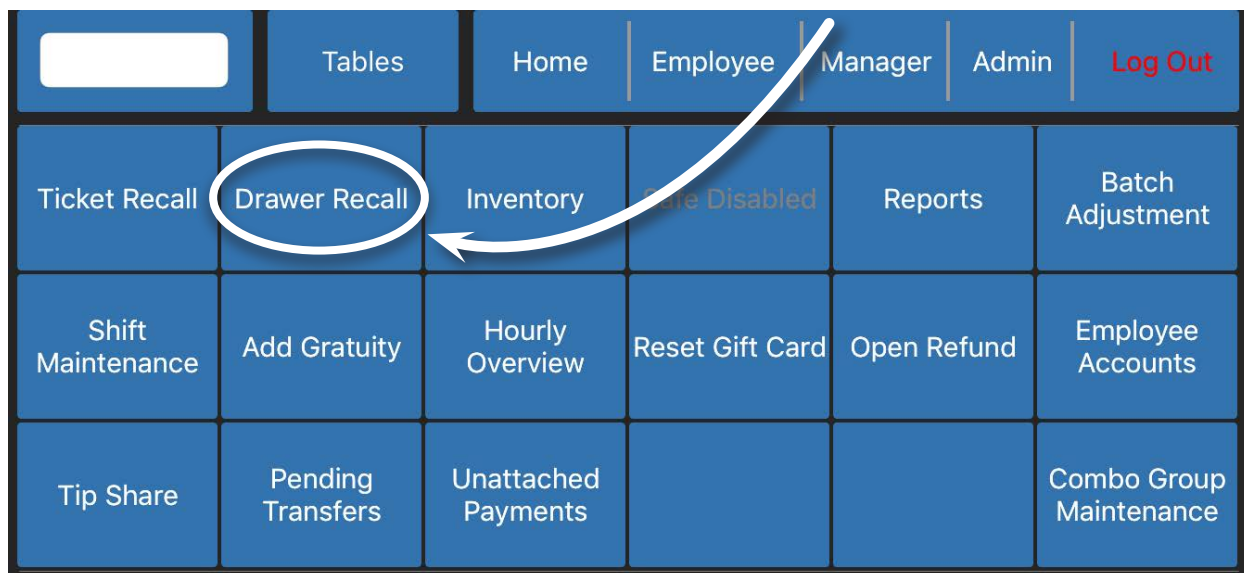 Tables
Home
Employee
Manager
Admin
Log Out
Ticket Recall
Drawer Recall
Inventory
Safe Disabled
Reports
Batch
Adjustment
Shift
Maintenance
Add Gratuity
Hourly
Overview
Reset Gift Card
Open Refund
Employee
Accounts
Tip Share
Pending
Transfers
Unattached
Payments
Combo Group
Maintenance